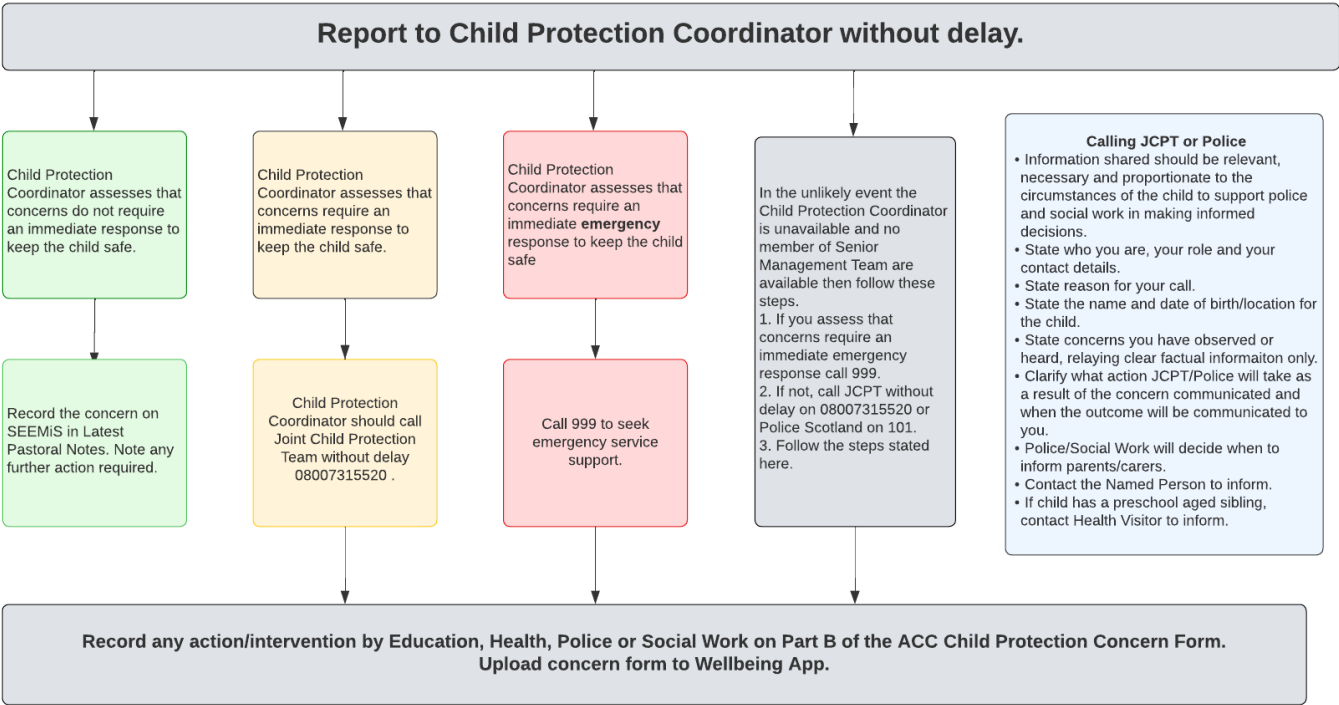 Report to Child Protection Coordinator without delay.
Child Protection
Coordinator assesses that
concerns do not require
an immediate response to
keep the child safe.
Record the concern on
SEEMiS in Latest
Pastoral Notes. Note any
further action required.
Child Protection
Coordinator assesses that
concerns require an
immediate response to
keep the child safe.
Child Protection
Coordinator should call
Joint Child Protection
Team without delay
08007315520 .
Child Protection
Coordinator assesses that
concerns require an
immediate emergency
response to keep the child
safe
Call 999 to seek
emergency service
support.
In the unlikely event the
Child Protection Coordinator
is unavailable and no
member of Senior
Management Team are
available then follow these
steps.
1. If you assess that
concerns require an
immediate emergency
response call 999.
2. If not, call JCPT without
delay on 08007315520 or
Police Scotland on 101.
3. Follow the steps stated
here.
Calling JCPT or Police
• Information shared should be relevant,
necessary and proportionate to the
circumstances of the child to support police
and social work in making informed
decisions.
• State who you are, your role and your
contact details.
• State reason for your call.
• State the name and date of birth/location for
the child.
• State concerns you have observed or
heard, relaying clear factual informaiton only.
• Clarify what action JCPT/Police will take as
a result of the concern communicated and
when the outcome will be communicated to
you.
• Police/Social Work will decide when to
inform parents/carers.
• Contact the Named Person to inform.
• If child has a preschool aged sibling,
contact Health Visitor to inform.
Record any action/intervention by Education, Health, Police or Social Work on Part B of the ACC Child Protection Concern Form.
Upload concern form to Wellbeing App.